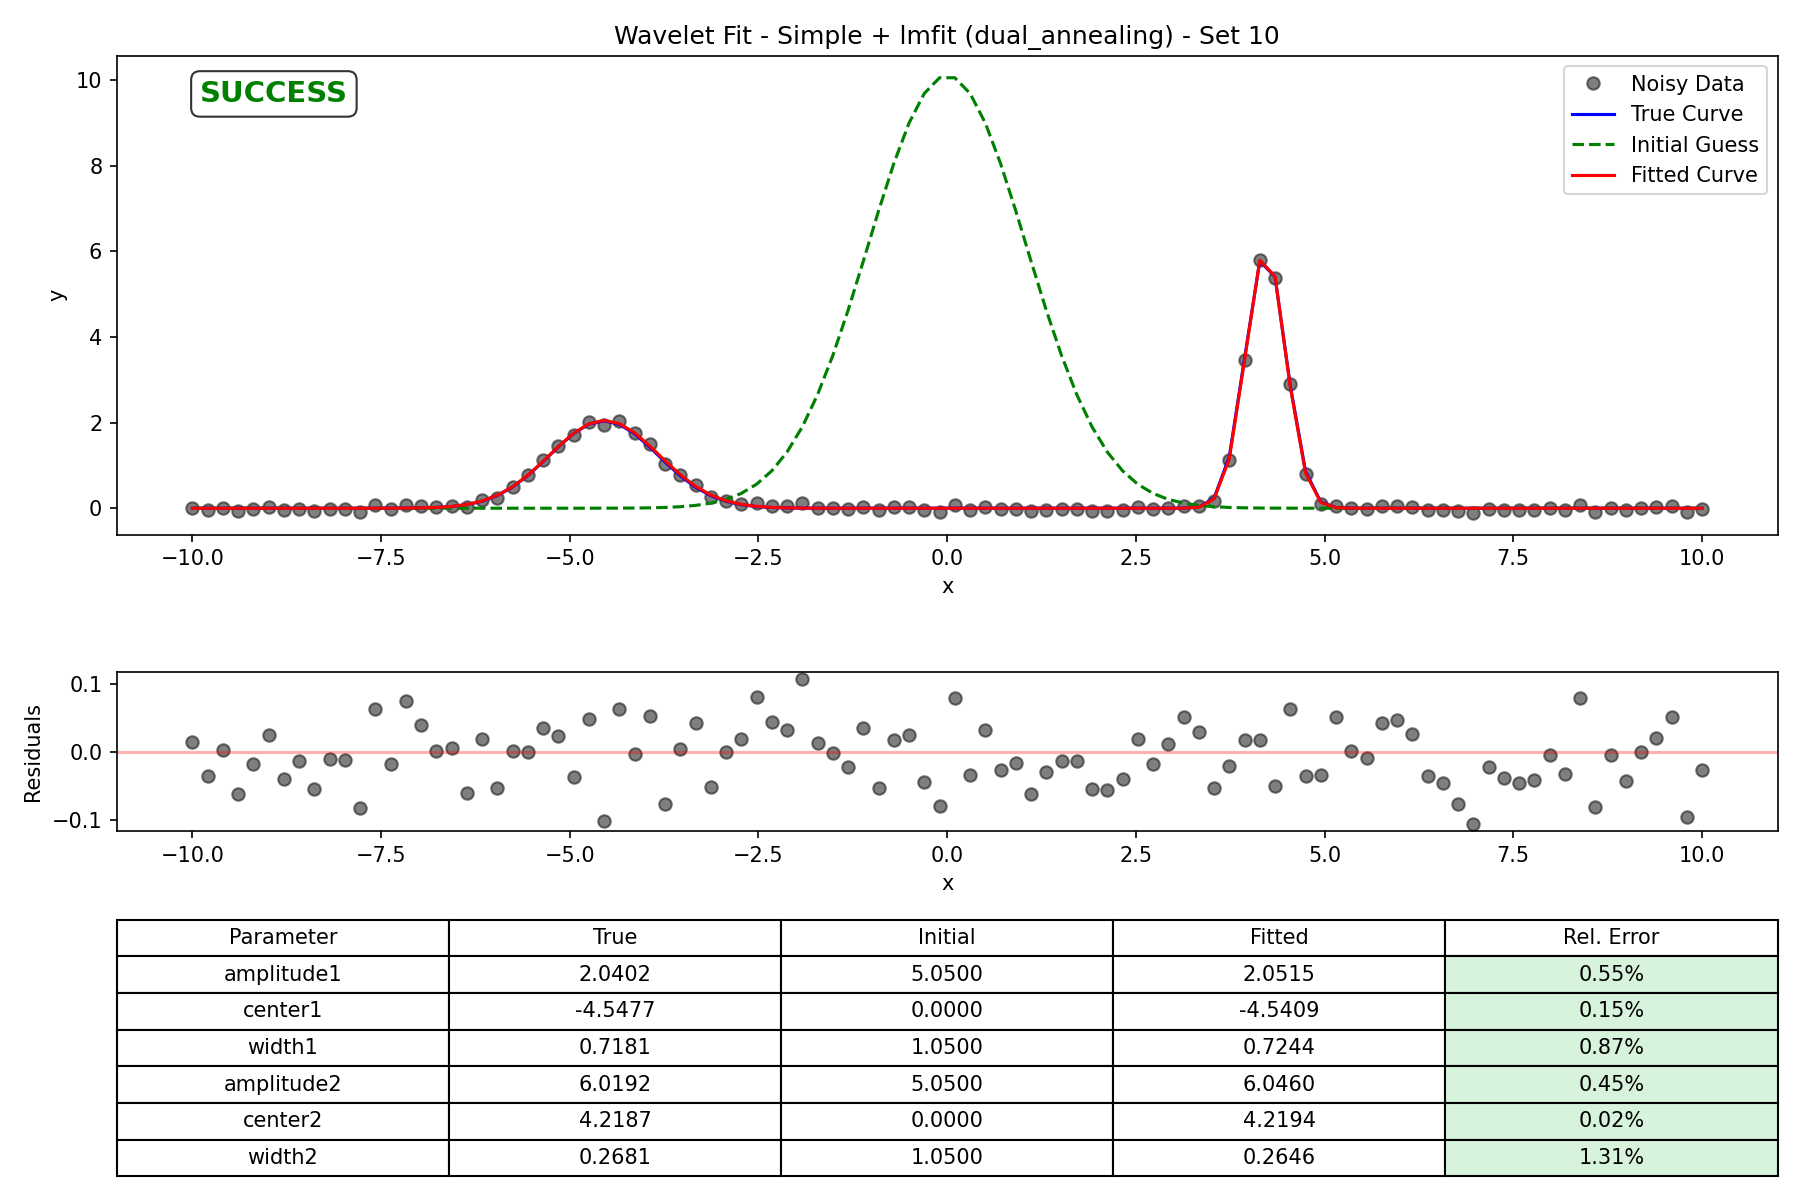 Wavelet Fit - Simple + lmfit (dual_annealing) - Set 10
SUCCESS
Noisy Data
True Curve
Initial Guess
Fitted Curve
10
8
6
4
2
0
y
−10.0 −7.5 −5.0 −2.5 0.0 2.5 5.0 7.5 10.0
x
0.1
0.0
−0.1
Residuals
−10.0 −7.5 −5.0 −2.5 0.0 2.5 5.0 7.5 10.0
x
Parameter True Initial Fitted Rel. Error
amplitude1 2.0402 5.0500 2.0515 0.55%
center1 -4.5477 0.0000 -4.5409 0.15%
width1 0.7181 1.0500 0.7244 0.87%
amplitude2 6.0192 5.0500 6.0460 0.45%
center2 4.2187 0.0000 4.2194 0.02%
width2 0.2681 1.0500 0.2646 1.31%